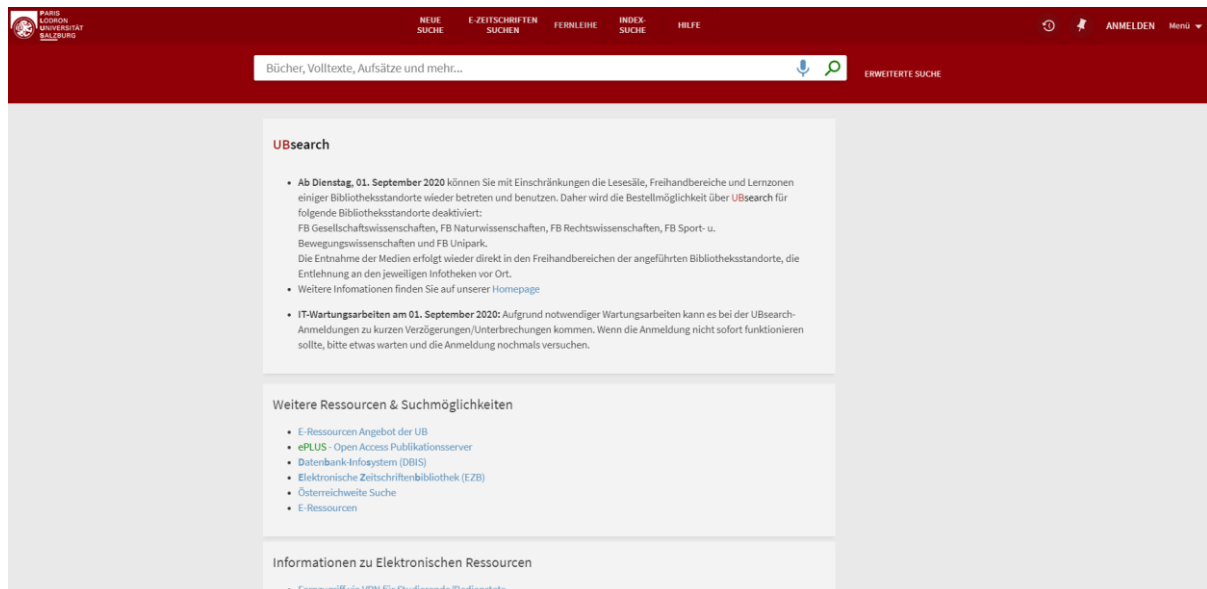 PARIS
LODRON
UNIVERSITÄT
SALZBURG
NEUE
SUCHE
E-ZEITSCHRIFTEN
SUCHEN
FERNLEIHE
INDEX-
SUCHE
HILFE
ANMELDEN
Menü
Bücher, Volltexte, Aufsätze und mehr...
ERWEITERTE SUCHE
UBsearch
• Ab Dienstag, 01. September 2020 können Sie mit Einschränkungen die Lesesäle, Freihandbereiche und Lernzonen
einiger Bibliotheksstandorte wieder betreten und benutzen. Daher wird die Bestellmöglichkeit über UBsearch für
folgende Bibliotheksstandorte deaktiviert:
FB Gesellschaftswissenschaften, FB Naturwissenschaften, FB Rechtswissenschaften, FB Sport- u.
Bewegungswissenschaften und FB Unipark.
Die Entnahme der Medien erfolgt wieder direkt in den Freihandbereichen der angeführten Bibliotheksstandorte, die
Entlehnung an den jeweiligen Infotheken vor Ort.
• Weitere Infomationen finden Sie auf unserer Homepage
• IT-Wartungsarbeiten am 01. September 2020: Aufgrund notwendiger Wartungsarbeiten kann es bei der UBsearch-
Anmeldungen zu kurzen Verzögerungen/Unterbrechungen kommen. Wenn die Anmeldung nicht sofort funktionieren
sollte, bitte etwas warten und die Anmeldung nochmals versuchen.
Weitere Ressourcen & Suchmöglichkeiten
• E-Ressourcen Angebot der UB
• ePLUS - Open Access Publikationsserver
• Datenbank-Infosystem (DBIS)
• Elektronische Zeitschriftenbibliothek (EZB)
• Österreichweite Suche
• E-Ressourcen
Informationen zu Elektronischen Ressourcen
• Fernzugriff via VPN für Studierende/Bedienstete